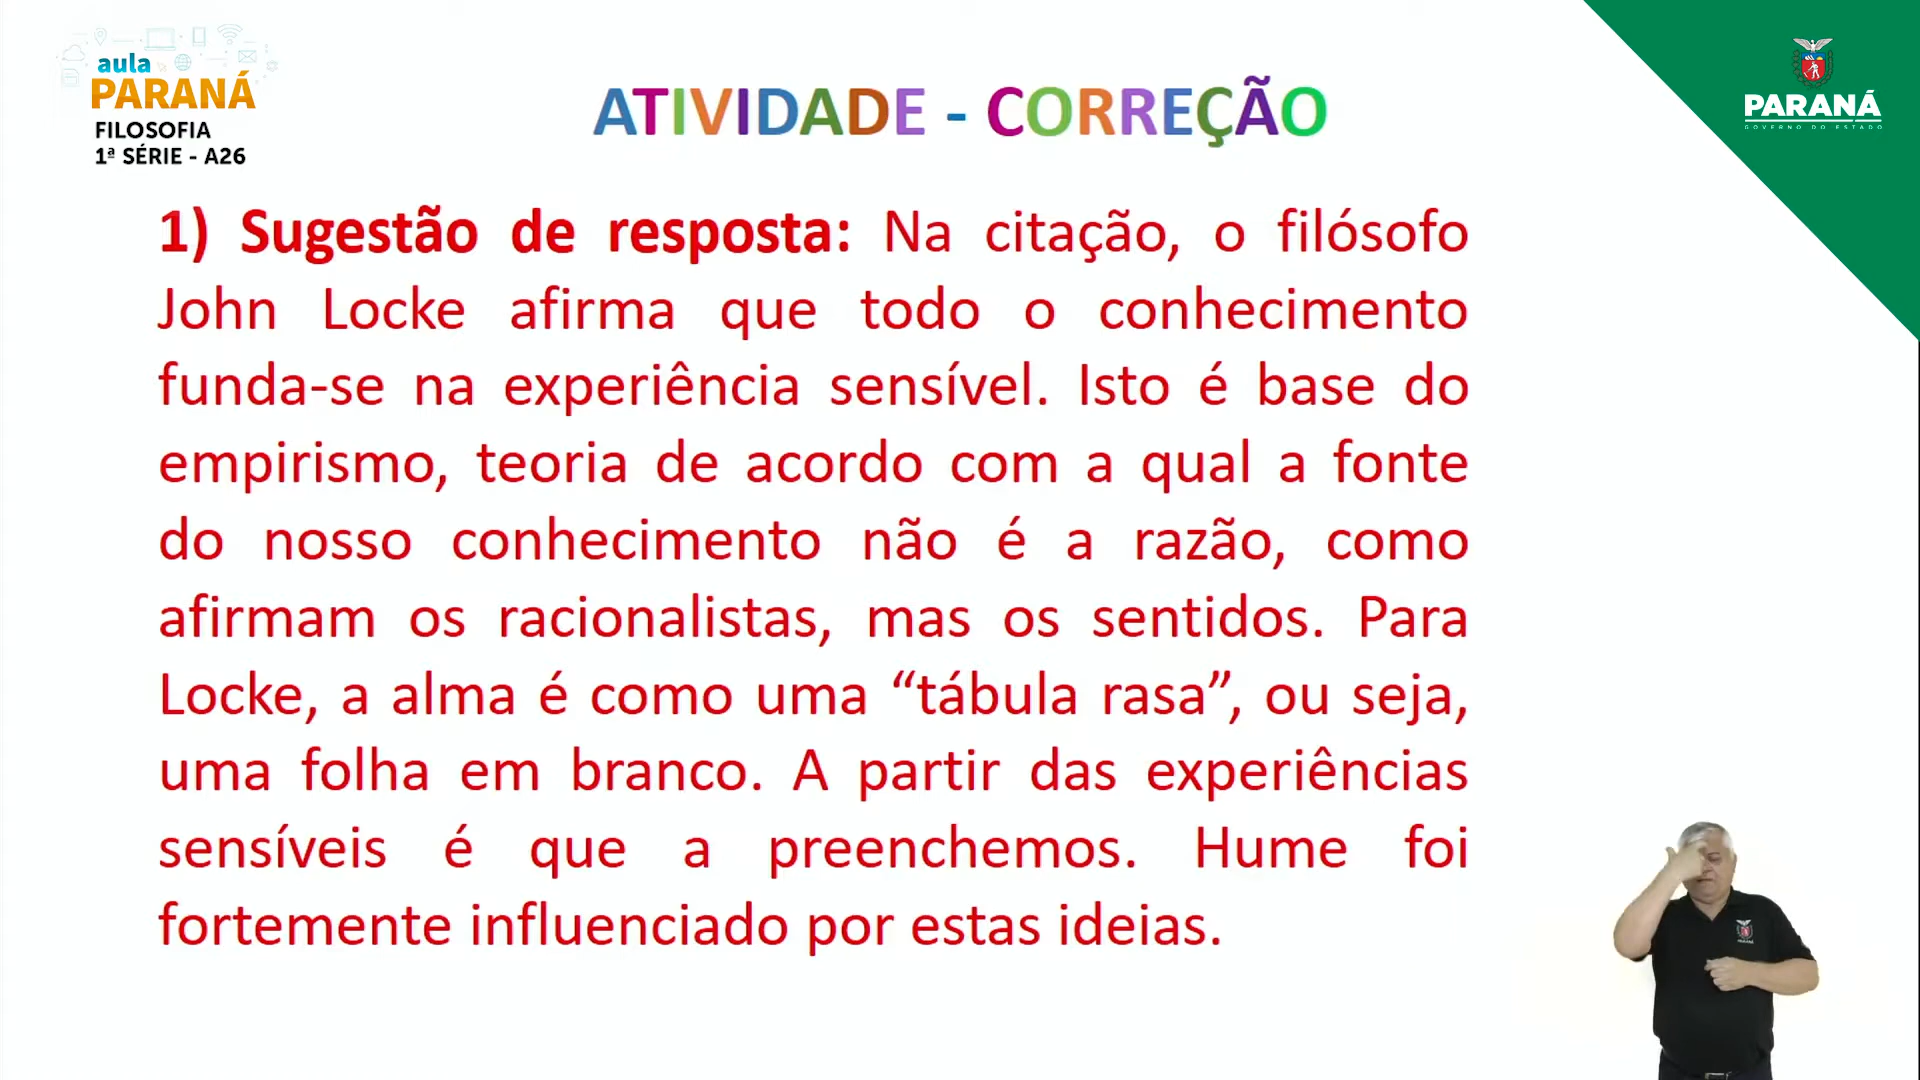 aula
PARANÁ
FILOSOFIA
1ª SÉRIE - A26
ATIVIDADE - CORREÇÃO
PARANÁ
GOVERNO DO ESTADO
1) Sugestão de resposta: Na citação, o filósofo
John Locke afirma que todo o conhecimento
funda-se na experiência sensível. Isto é base do
empirismo, teoria de acordo com a qual a fonte
do nosso conhecimento não é a razão, como
afirmam os racionalistas, mas os sentidos. Para
Locke, a alma é como uma “tábula rasa”, ou seja,
uma folha em branco. A partir das experiências
sensíveis é que a preenchemos. Hume foi
fortemente influenciado por estas ideias.